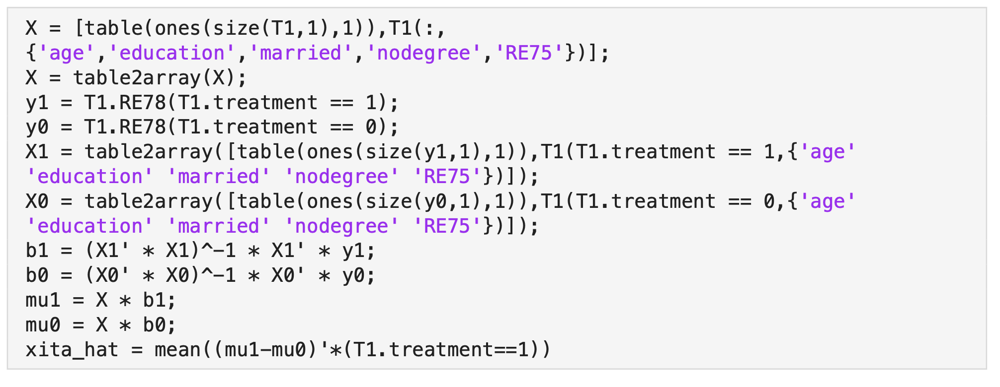 X = [table(ones(size(T1,1),1)),T1(:,
{'age','education','married','nodegree','RE75'})];
X = table2array(X);
y1 = T1.RE78(T1.treatment == 1);
y0 = T1.RE78(T1.treatment == 0);
X1 = table2array([table(ones(size(y1,1),1)),T1(T1.treatment == 1,{'age'
'education' 'married' 'nodegree' 'RE75'})]);
X0 = table2array([table(ones(size(y0,1),1)),T1(T1.treatment == 0,{'age'
'education' 'married' 'nodegree' 'RE75'})]);
b1 = (X1' * X1)^-1 * X1' * y1;
b0 = (X0' * X0)^-1 * X0' * y0;
mu1 = X * b1;
mu0 = X * b0;
xita_hat = mean((mu1-mu0)'*(T1.treatment==1))